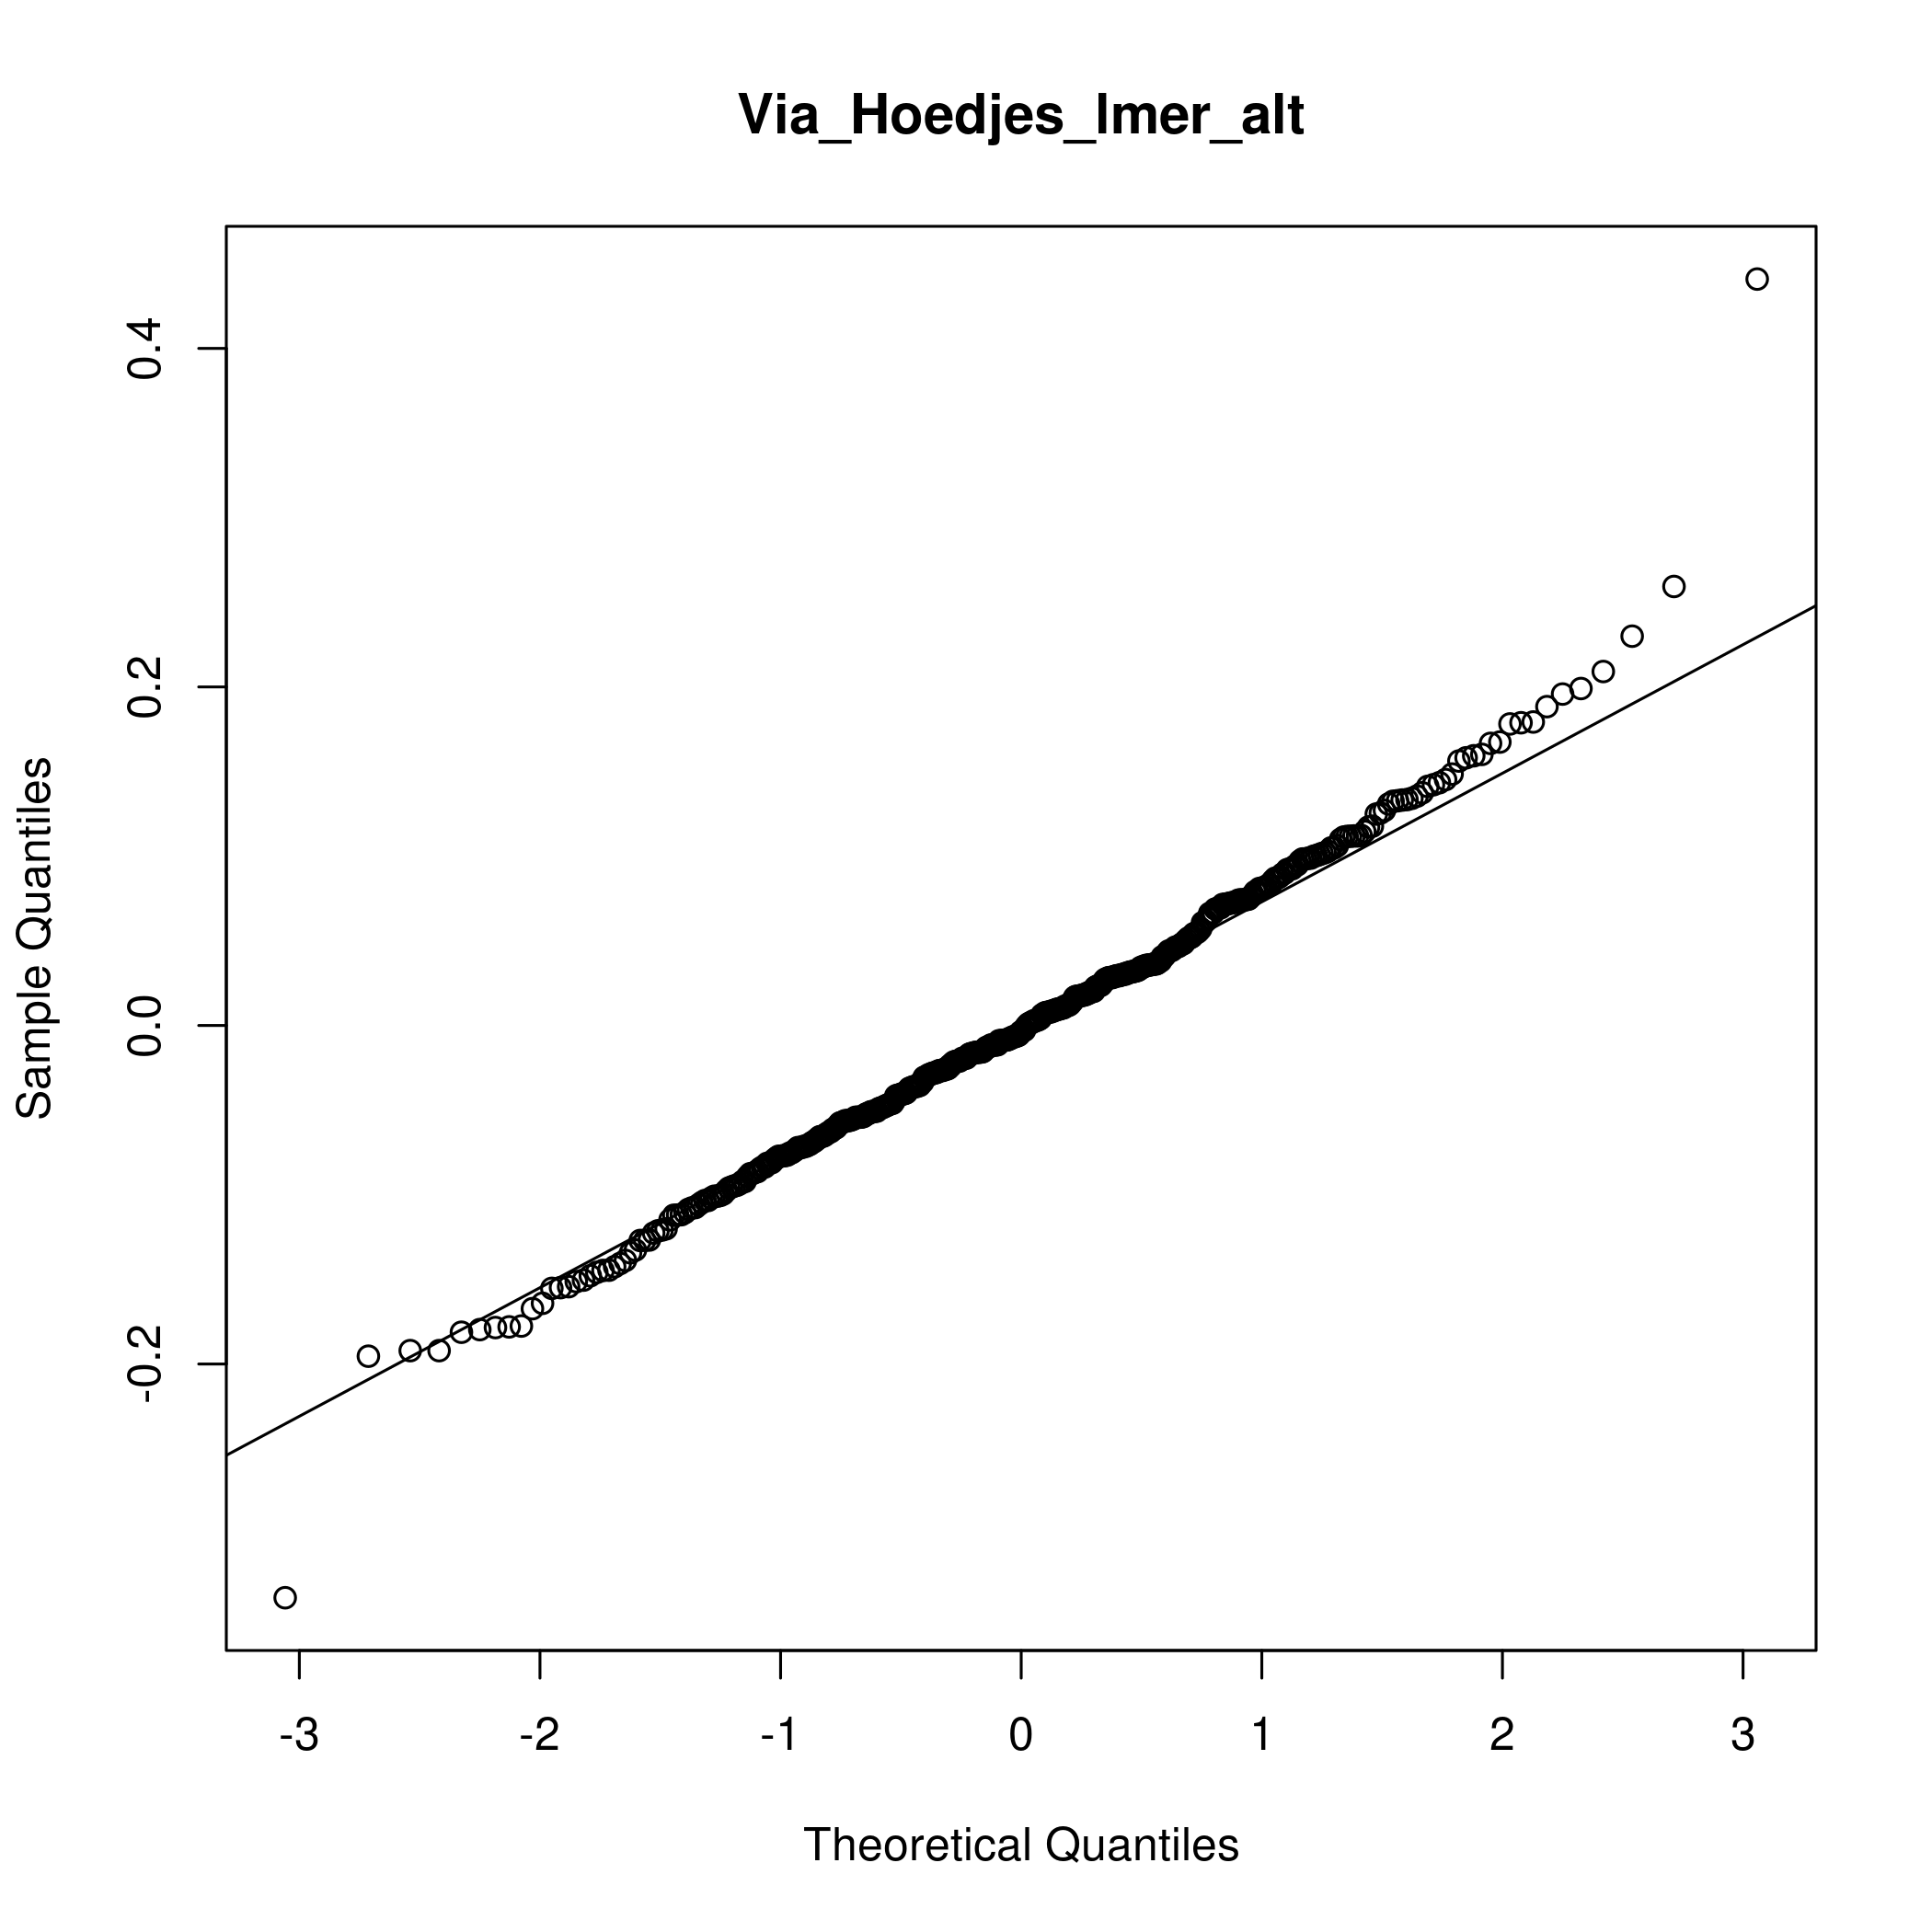 Via_Hoedjes_lmer_alt
0.4
0.2
0.0
-0.2
Sample Quantiles
-3 -2 -1 0 1 2 3
Theoretical Quantiles